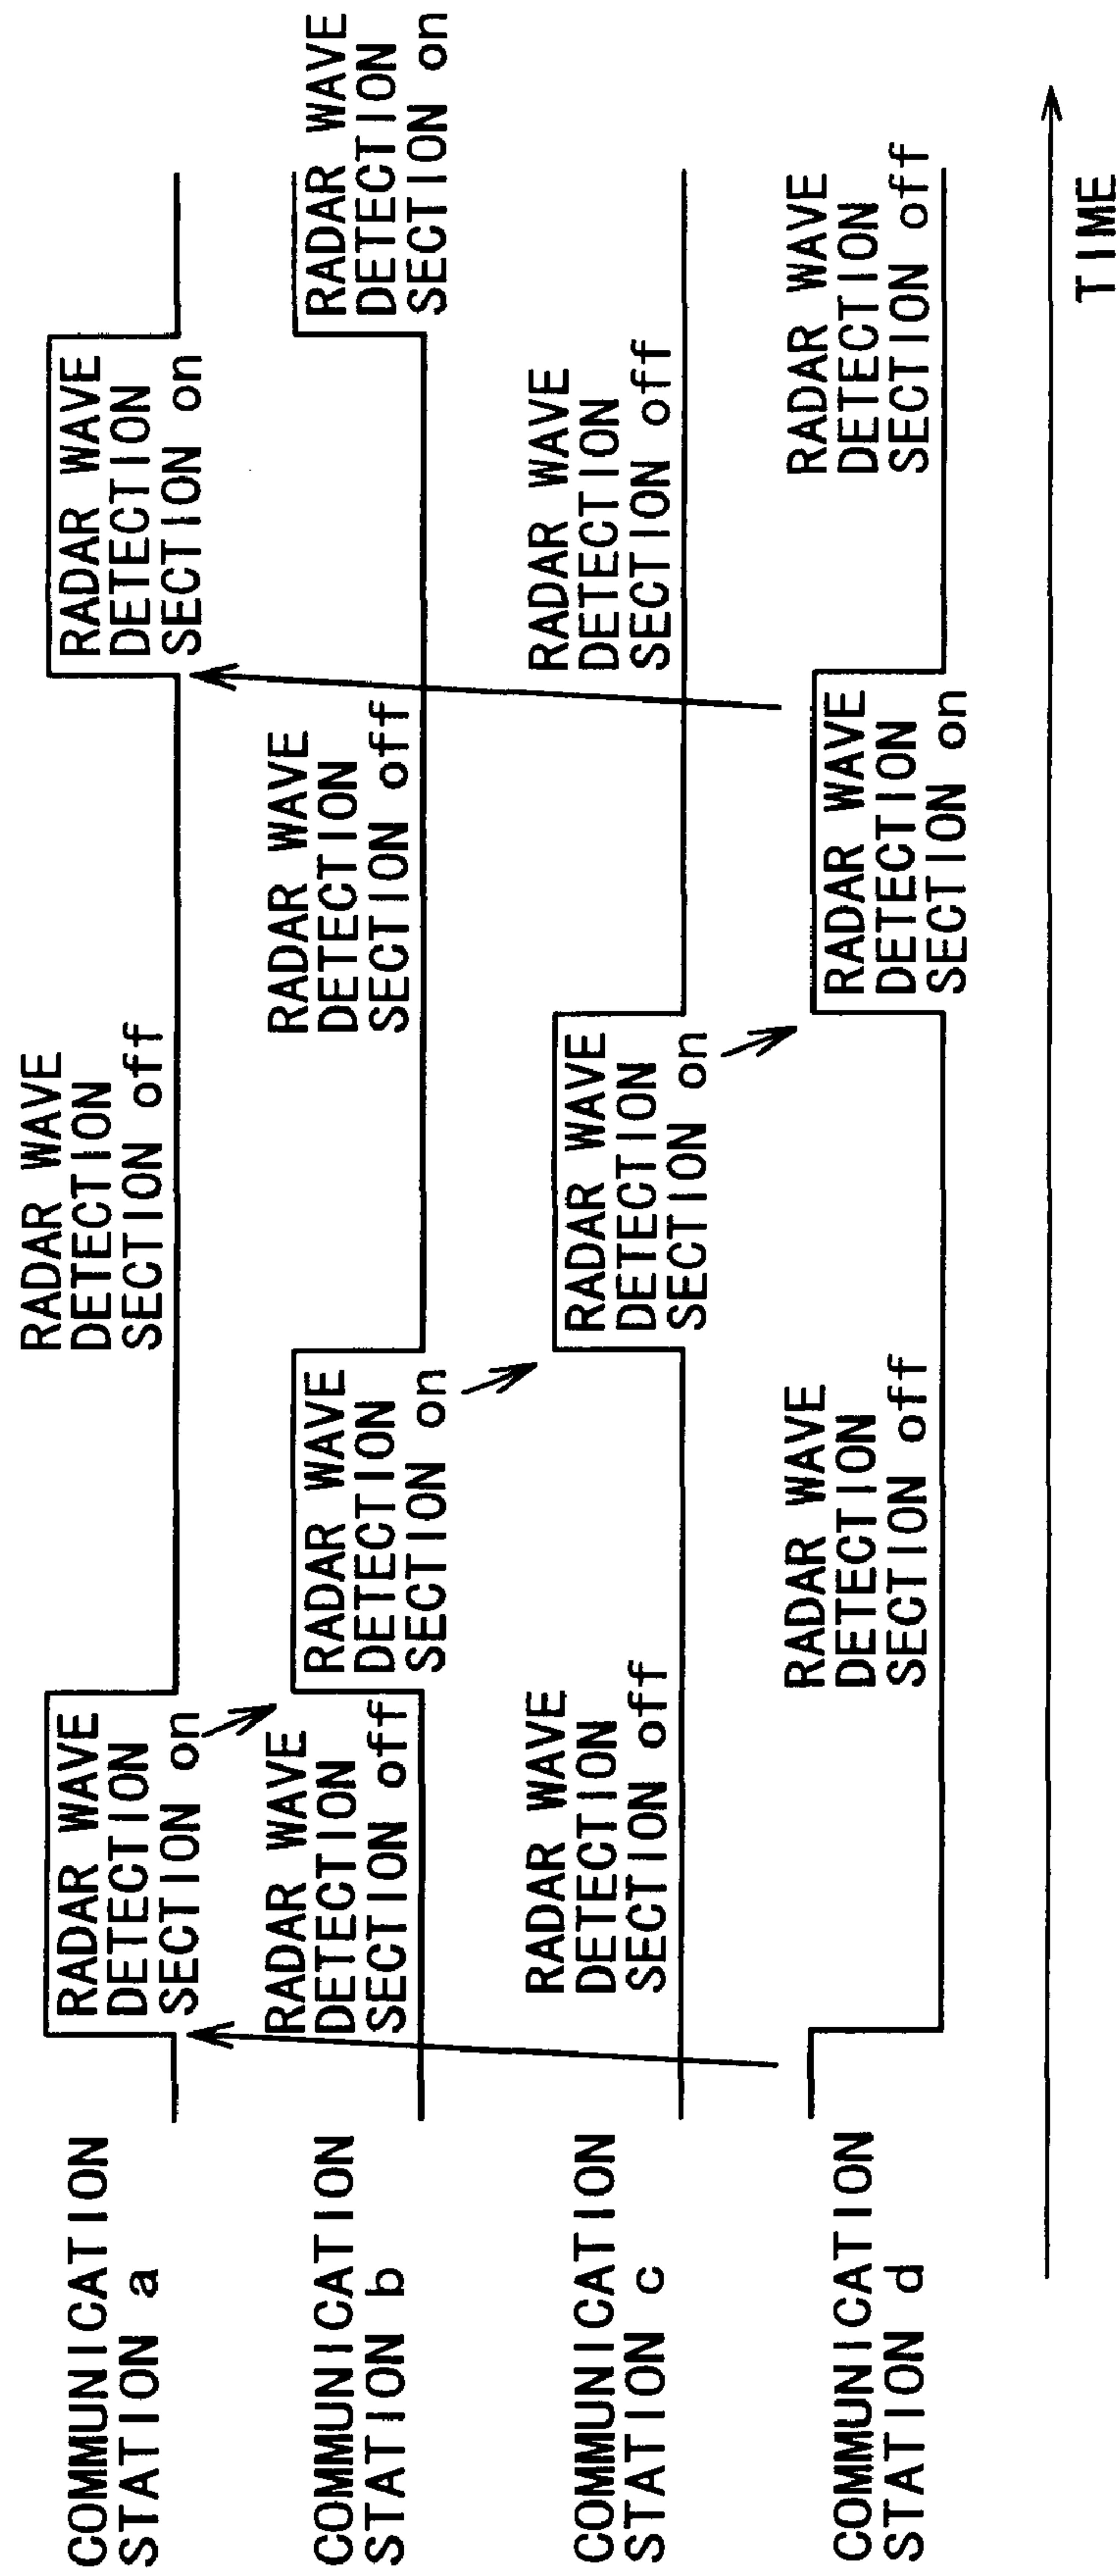 COMMUNICATION
STATION a
RADAR WAVE
DETECTION
SECTION on
RADAR WAVE
DETECTION
SECTION off
RADAR WAVE
DETECTION
SECTION on
COMMUNICATION
STATION b
RADAR WAVE
DETECTION
SECTION off
RADAR WAVE
DETECTION
SECTION on
RADAR WAVE
DETECTION
SECTION off
RADAR WAVE
DETECTION
SECTION on
COMMUNICATION
STATION c
RADAR WAVE
DETECTION
SECTION off
RADAR WAVE
DETECTION
SECTION on
RADAR WAVE
DETECTION
SECTION off
COMMUNICATION
STATION d
RADAR WAVE
DETECTION
SECTION off
RADAR WAVE
DETECTION
SECTION on
RADAR WAVE
DETECTION
SECTION off
TIME